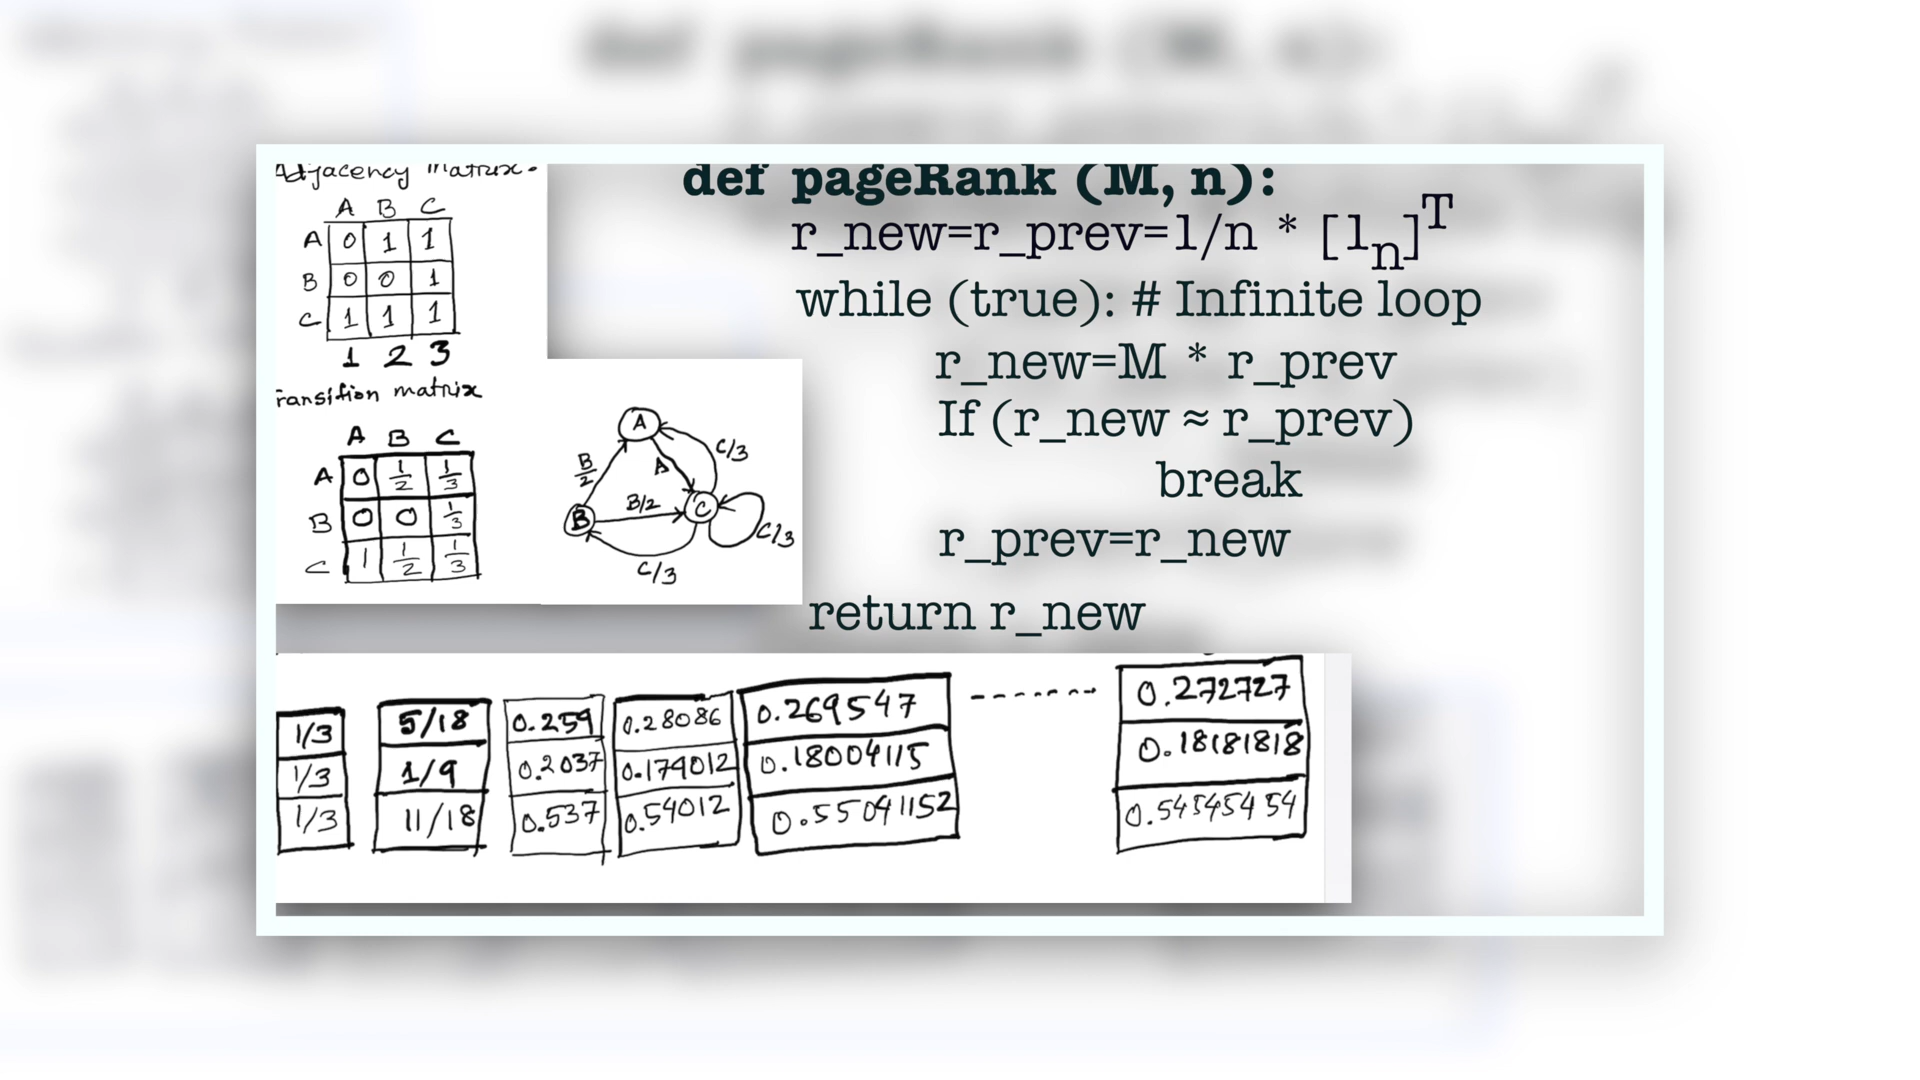 Adjacency matrix.
A B C
A 0 1 1
B 0 0 1
C 1 1 1
1 2 3
ransition matrix
A B C
A 0 1/2 1/3
B 0 0 1/3
C 1 1/2 1/3
A
B/2
A
C/3
B
B/2
C
C/3
C/3
def pageRank (M, n):
r_new=r_prev=1/n * [1n]T
while (true): # Infinite loop
r_new=M * r_prev
If (r_new ≈ r_prev)
break
r_prev=r_new
return r_new
1/3 5/18 0.259 0.28086 0.269547 ------- 0.272727
1/3 1/9 0.2037 0.179012 0.18004115 0.18181818
1/3 11/18 0.537 0.54012 0.55041152 0.54545454